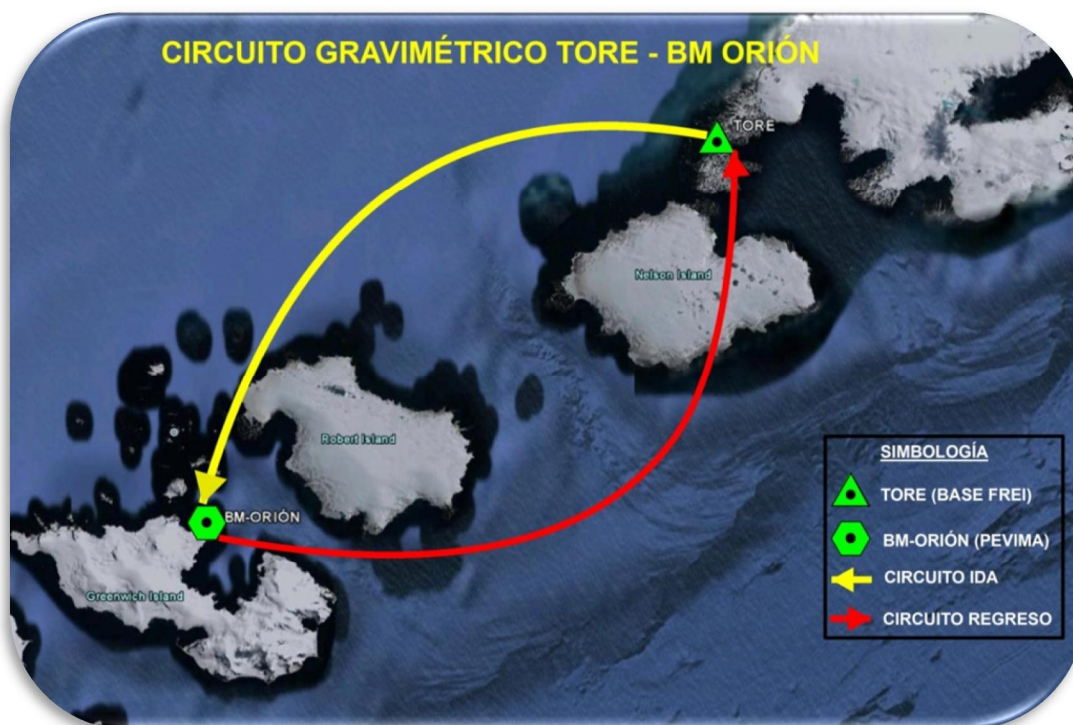 CIRCUITO GRAVIMÉTRICO TORE - BM ORIÓN
TORE
Nelson Island
Robert Island
BM-ORIÓN
Greenwich Island
SIMBOLOGÍA
TORE (BASE FREI)
BM-ORIÓN (PEVIMA)
CIRCUITO IDA
CIRCUITO REGRESO